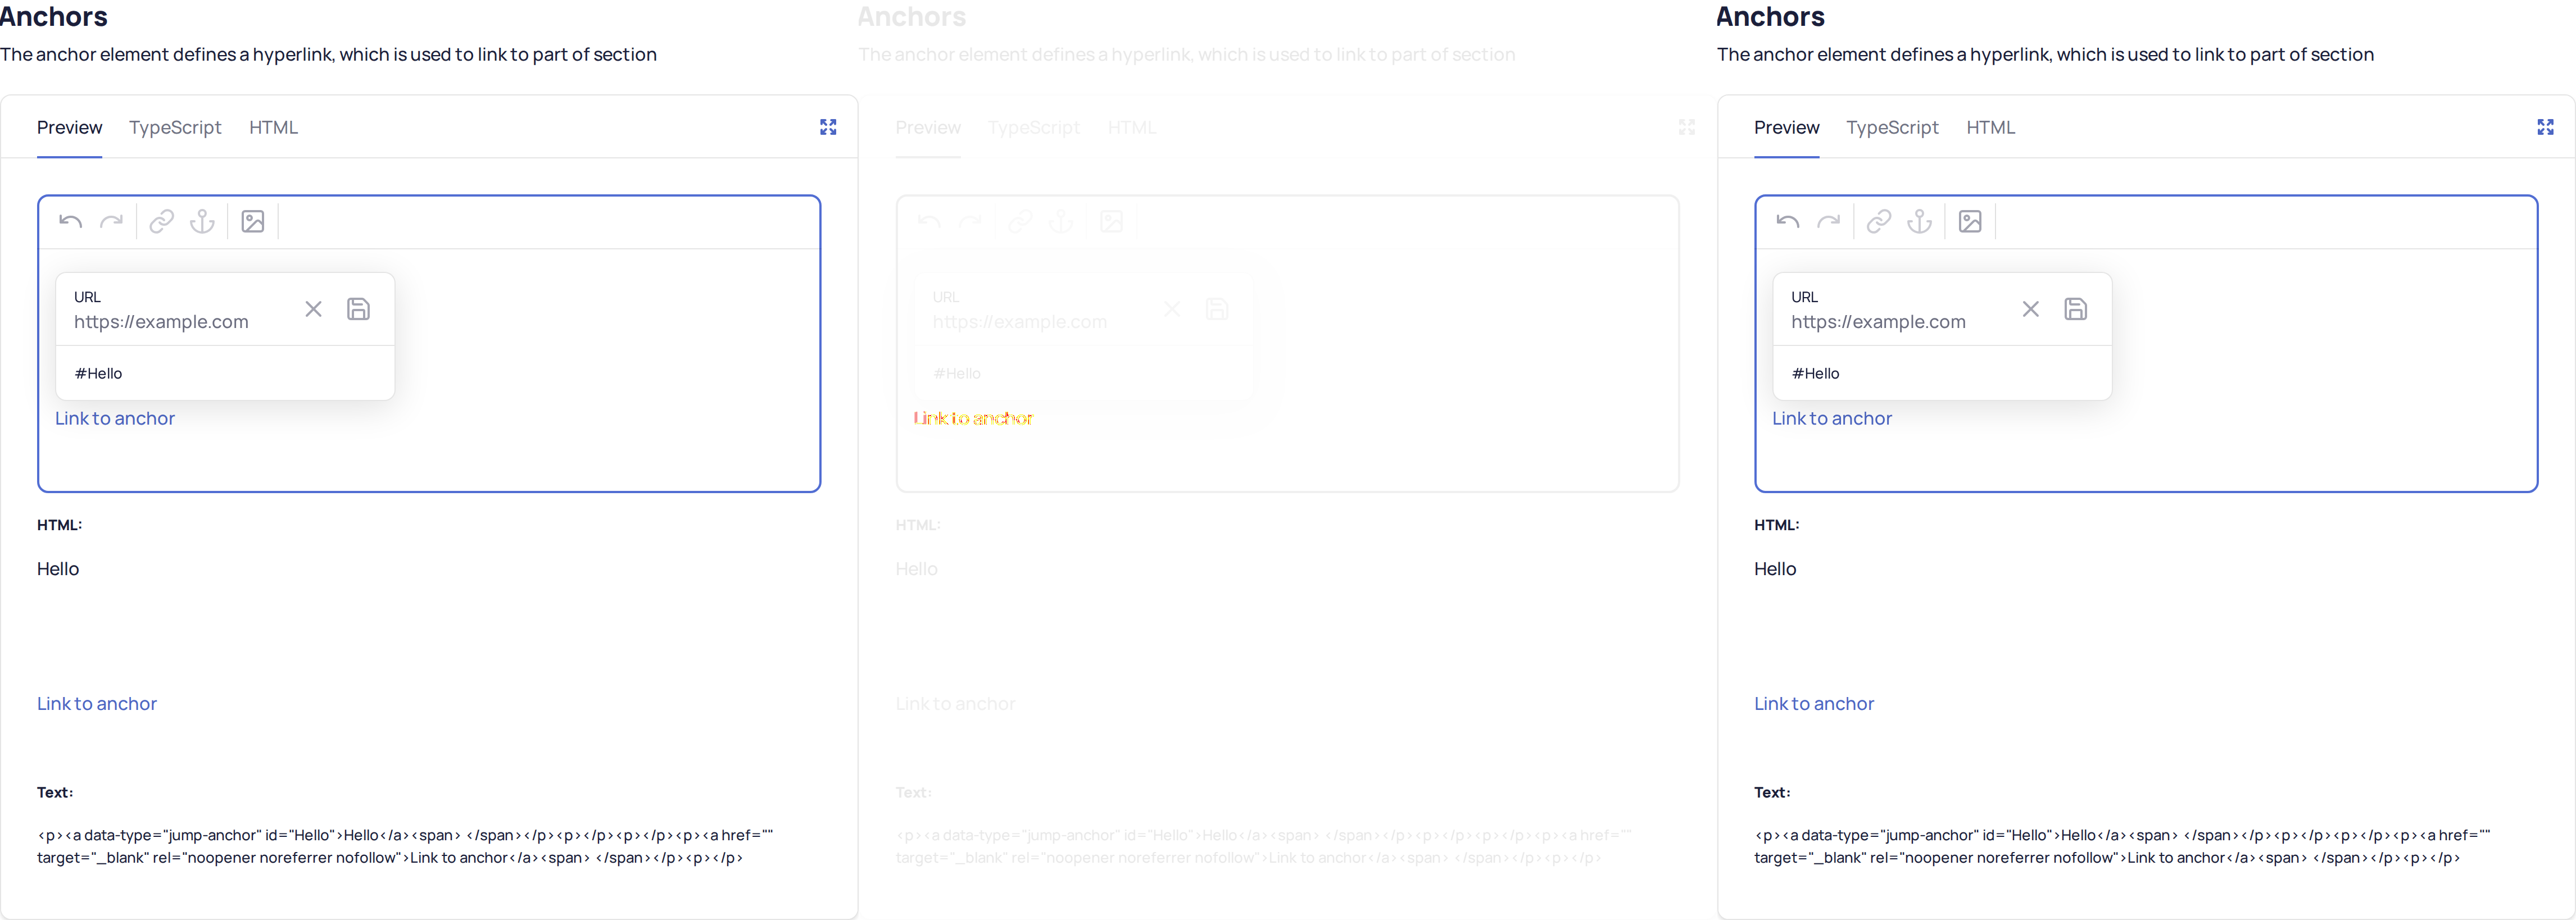 Anchors
The anchor element defines a hyperlink, which is used to link to part of section
Preview TypeScript HTML
URL
https://example.com
#Hello
Link to anchor
HTML:
Hello
Link to anchor
Text:
<p><a data-type="jump-anchor" id="Hello">Hello</a><span> </span></p><p></p><p></p><p><a href=""
target="_blank" rel="noopener noreferrer nofollow">Link to anchor</a><span> </span></p><p></p>
Anchors
The anchor element defines a hyperlink, which is used to link to part of section
Preview TypeScript HTML
URL
https://example.com
#Hello
Link to anchor
HTML:
Hello
Link to anchor
Text:
<p><a data-type="jump-anchor" id="Hello">Hello</a><span> </span></p><p></p><p></p><p><a href=""
target="_blank" rel="noopener noreferrer nofollow">Link to anchor</a><span> </span></p><p></p>
Anchors
The anchor element defines a hyperlink, which is used to link to part of section
Preview TypeScript HTML
URL
https://example.com
#Hello
Link to anchor
HTML:
Hello
Link to anchor
Text:
<p><a data-type="jump-anchor" id="Hello">Hello</a><span> </span></p><p></p><p></p><p><a href=""
target="_blank" rel="noopener noreferrer nofollow">Link to anchor</a><span> </span></p><p></p>